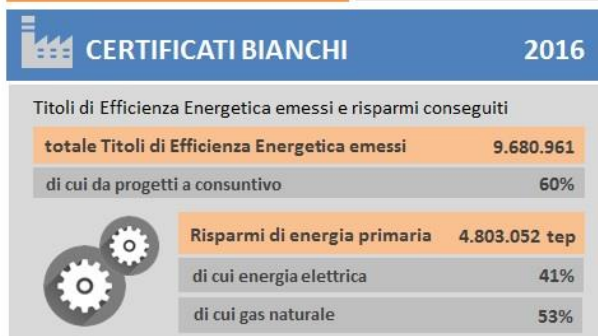 CERTIFICATI BIANCHI 2016
Titoli di Efficienza Energetica emessi e risparmi conseguiti
totale Titoli di Efficienza Energetica emessi 9.680.961
di cui da progetti a consuntivo 60%
Risparmi di energia primaria 4.803.052 tep
di cui energia elettrica 41%
di cui gas naturale 53%